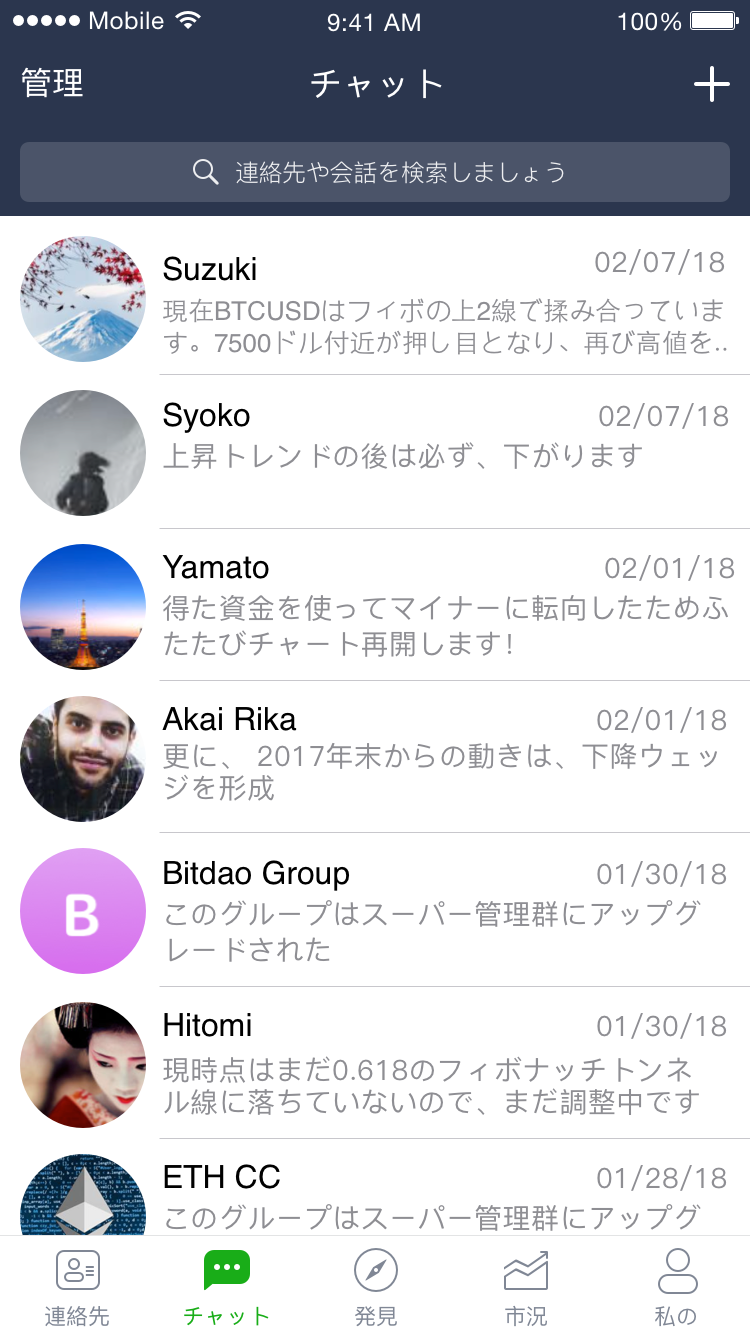 Mobile 9:41 AM 100%
管理 チャット
連絡先や会話を検索しましょう
Suzuki 02/07/18
現在BTCUSDはフィボの上2線で揉み合っていま
す。7500ドル付近が押し目となり、再び高値を..
Syoko 02/07/18
上昇トレンドの後は必ず、下がります
Yamato 02/01/18
得た資金を使ってマイナーに転向したためふ
たたびチャート再開します!
Akai Rika 02/01/18
更に、 2017年末からの動きは、下降ウェッ
ジを形成
B
Bitdao Group 01/30/18
このグループはスーパー管理群にアップグ
レードされた
Hitomi 01/30/18
現時点はまだ0.618のフィボナッチトンネ
ル線に落ちていないので、まだ調整中です
ETH CC 01/28/18
このグループはスーパー管理群にアップグ
連絡先 チャット 発見 市況 私の